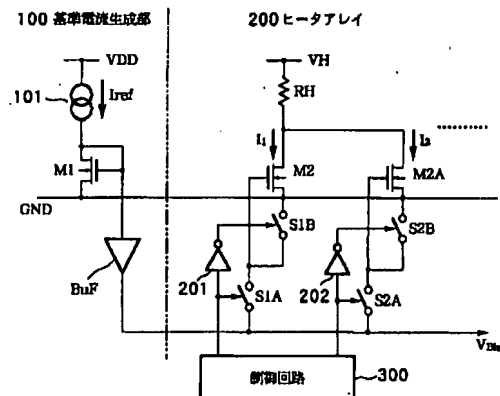 100 基準電流生成部
200 ヒータアレイ
VDD
VH
101
Iref
RH
I₁
I₂
M1
M2
M2A
GND
S1B
S2B
BuF
201
202
S1A
S2A
制御回路
300